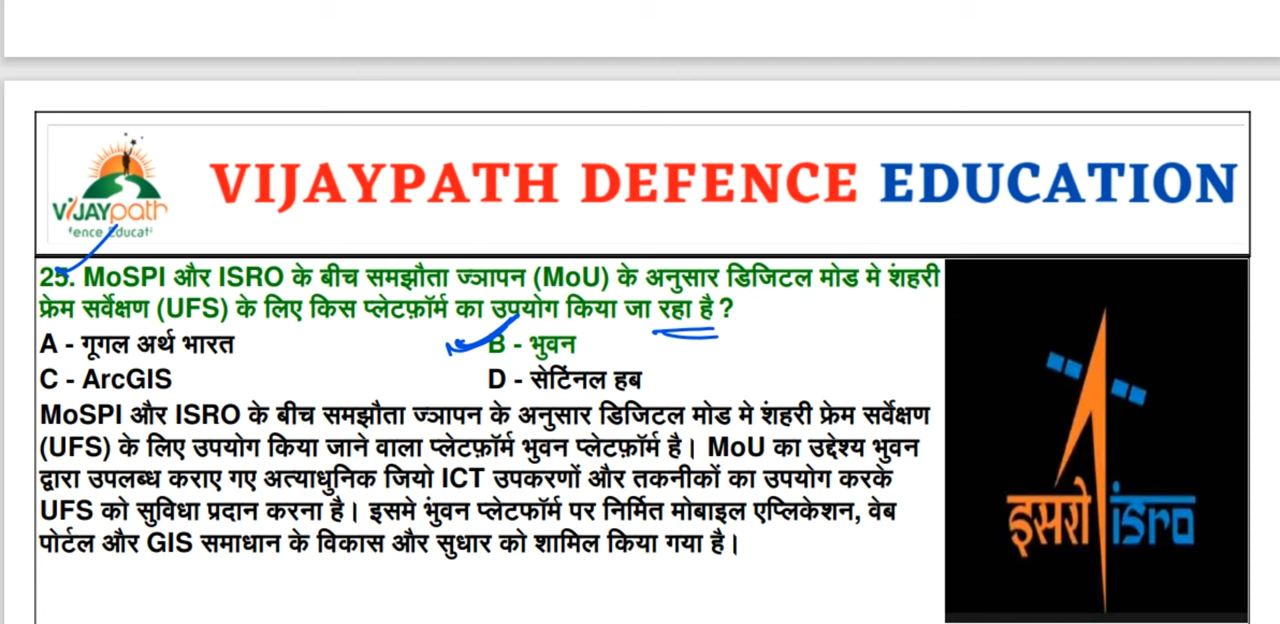 VIJAYpath
fence Educati
VIJAYPATH DEFENCE EDUCATION
25. MoSPI और ISRO के बीच समझौता ज्ञापन (MoU) के अनुसार डिजिटल मोड मे शंहरी
फ्रेम सर्वेक्षण (UFS) के लिए किस प्लेटफ़ॉर्म का उपयोग किया जा रहा है ?
A - गूगल अर्थ भारत
B - भुवन
C - ArcGIS
D - सेटिंनल हब
MoSPI और ISRO के बीच समझौता ज्ञापन के अनुसार डिजिटल मोड मे शंहरी फ्रेम सर्वेक्षण
(UFS) के लिए उपयोग किया जाने वाला प्लेटफ़ॉर्म भुवन प्लेटफ़ॉर्म है। MoU का उद्देश्य भुवन
द्वारा उपलब्ध कराए गए अत्याधुनिक जियो ICT उपकरणों और तकनीकों का उपयोग करके
UFS को सुविधा प्रदान करना है। इसमे भुंवन प्लेटफॉर्म पर निर्मित मोबाइल एप्लिकेशन, वेब
पोर्टल और GIS समाधान के विकास और सुधार को शामिल किया गया है।
इसरो isro